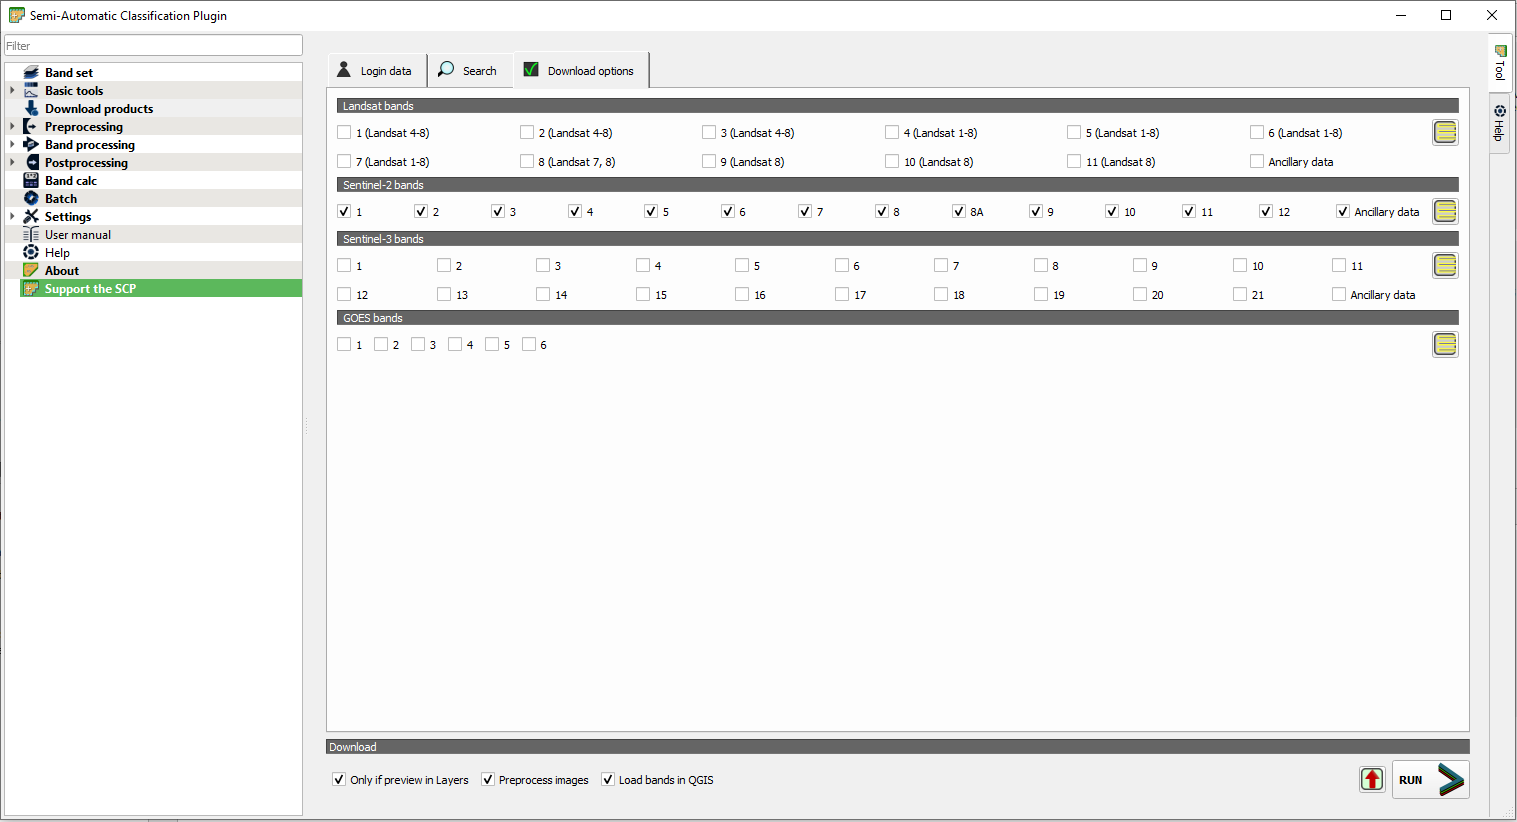 Semi-Automatic Classification Plugin
Filter
Band set
Basic tools
Download products
Preprocessing
Band processing
Postprocessing
Band calc
Batch
Settings
User manual
Help
About
Support the SCP
Login data Search Download options
Landsat bands
1 (Landsat 4-8) 2 (Landsat 4-8) 3 (Landsat 4-8) 4 (Landsat 1-8) 5 (Landsat 1-8) 6 (Landsat 1-8)
7 (Landsat 1-8) 8 (Landsat 7, 8) 9 (Landsat 8) 10 (Landsat 8) 11 (Landsat 8) Ancillary data
Sentinel-2 bands
1 2 3 4 5 6 7 8 8A 9 10 11 12 Ancillary data
Sentinel-3 bands
1 2 3 4 5 6 7 8 9 10 11
12 13 14 15 16 17 18 19 20 21 Ancillary data
GOES bands
1 2 3 4 5 6
Download
Only if preview in Layers Preprocess images Load bands in QGIS RUN
Tool
Help